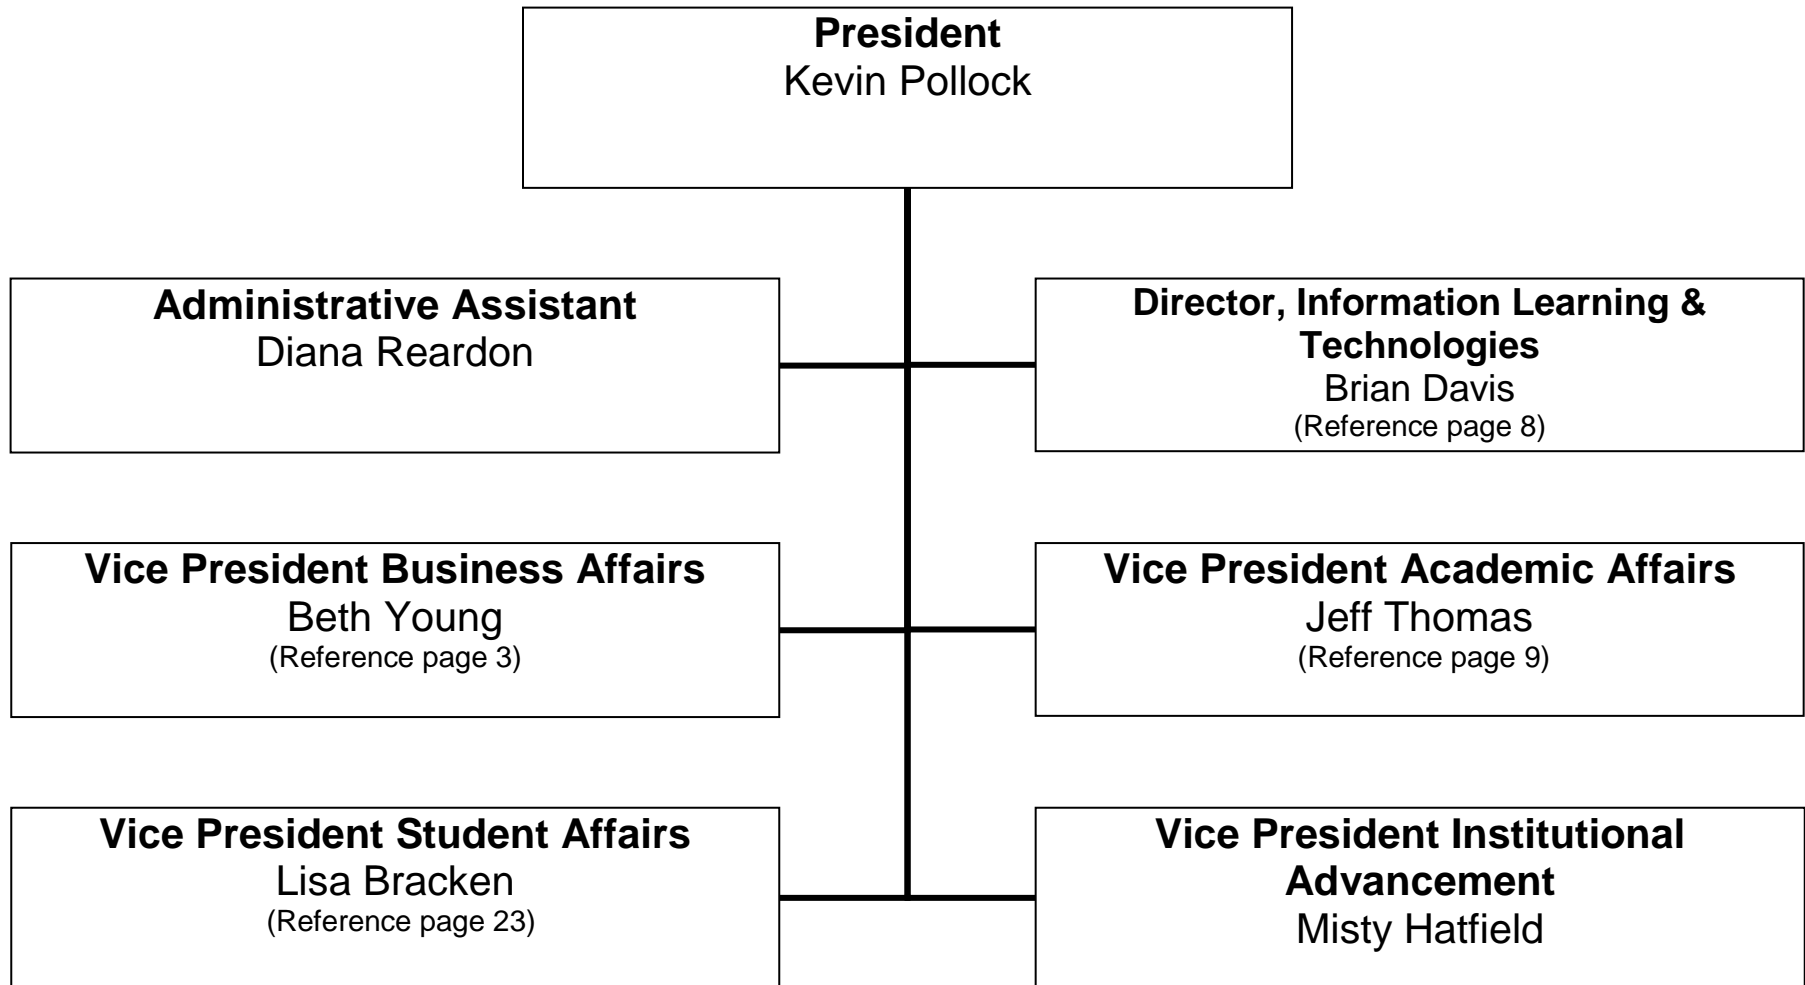 President
Kevin Pollock
Administrative Assistant
Diana Reardon
Director, Information Learning &
Technologies
Brian Davis
(Reference page 8)
Vice President Business Affairs
Beth Young
(Reference page 3)
Vice President Academic Affairs
Jeff Thomas
(Reference page 9)
Vice President Student Affairs
Lisa Bracken
(Reference page 23)
Vice President Institutional
Advancement
Misty Hatfield